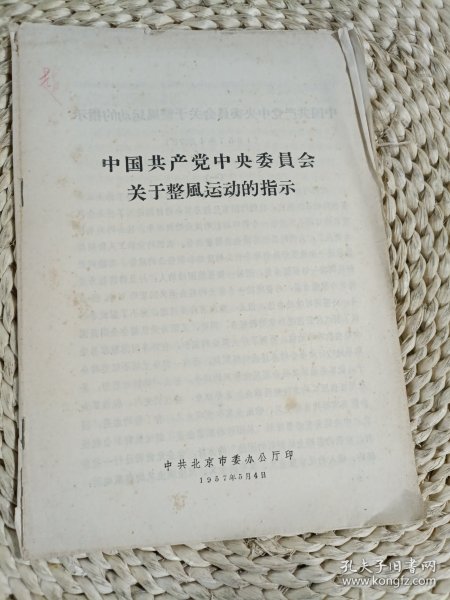 中国共产党中央委員会
关于整風运动的指示
中共北京市委办公厅印
1957年5月4日
孔夫子旧书网
www.kongfz.com